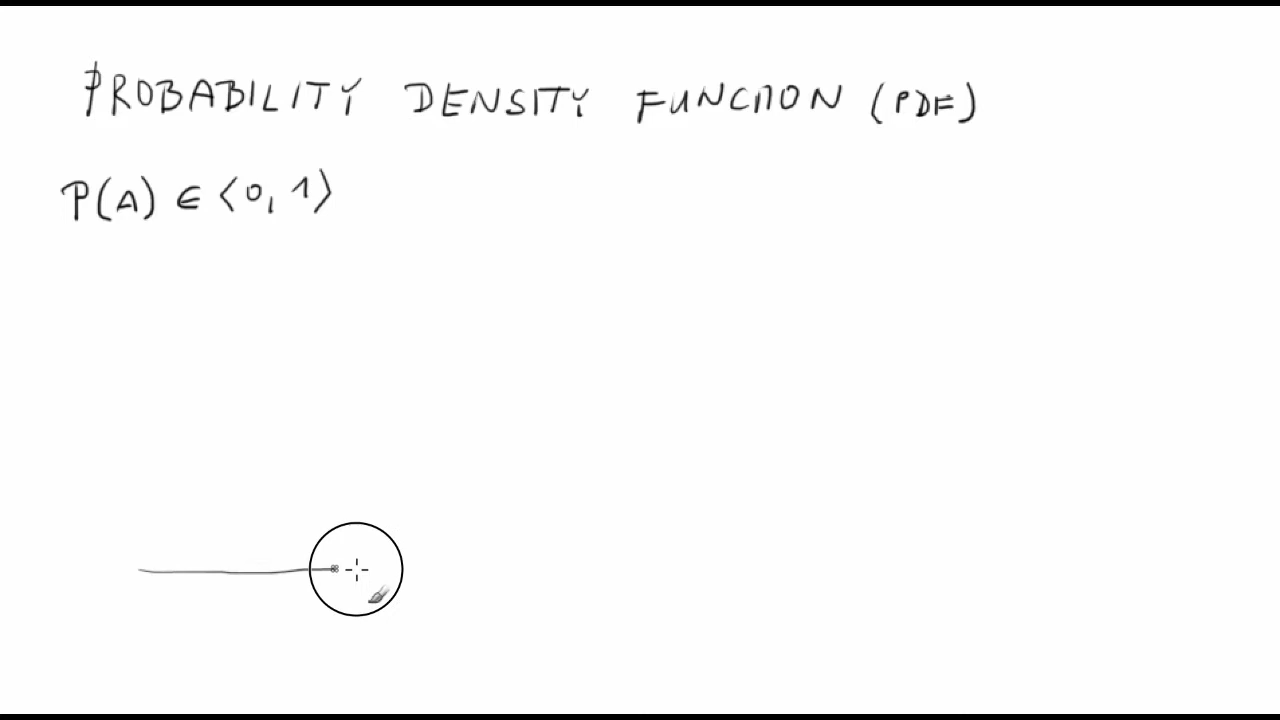 PROBABILITY DENSITY FUNCTION (PDF)
P(A) ∈ ⟨0, 1⟩